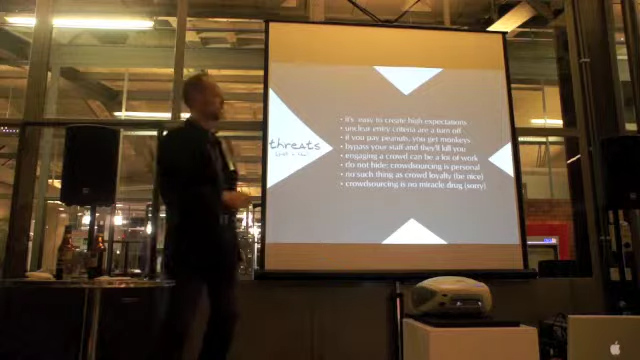 threats
• it's easy to create high expectations
• unclear entry criteria are a turn off
• if you pay peanuts, you get monkeys
• bypass your staff and they'll kill you
• engaging a crowd can be a lot of work
• do not hide: crowdsourcing is personal
• no such thing as crowd loyalty (be nice)
• crowdsourcing is no miracle drug (sorry)